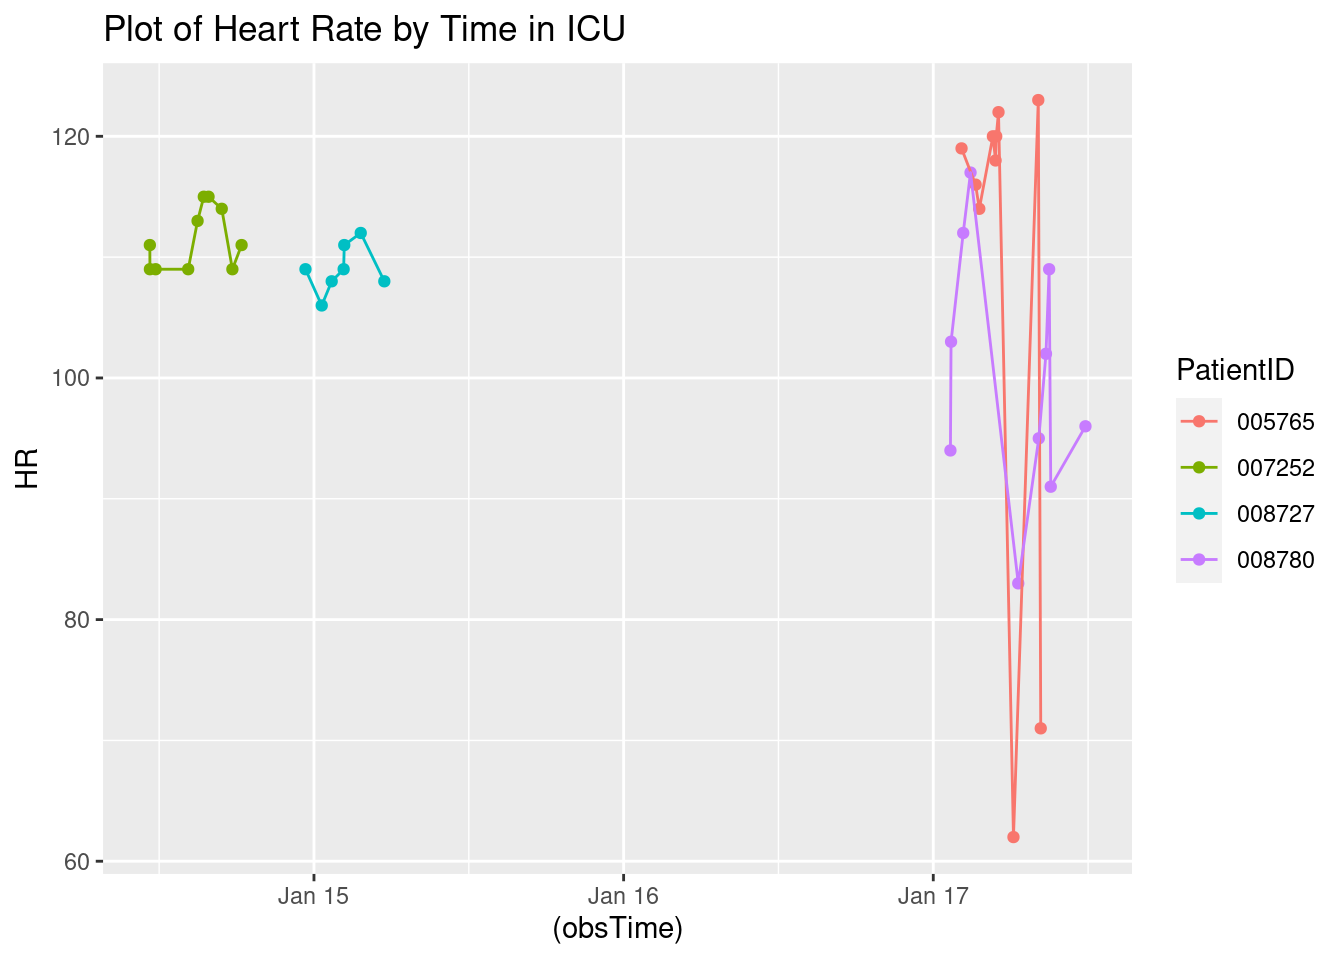 Plot of Heart Rate by Time in ICU
120
100
80
60
HR
Jan 15
Jan 16
Jan 17
(obsTime)
PatientID
005765
007252
008727
008780